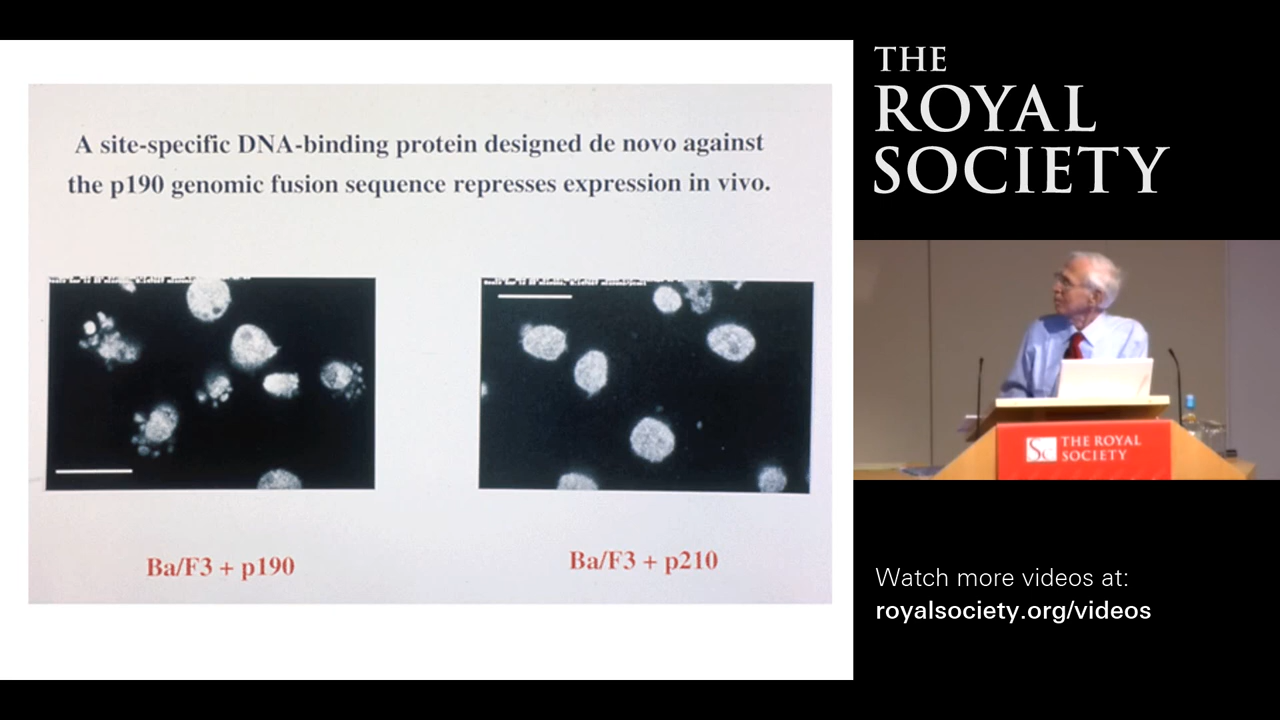 A site-specific DNA-binding protein designed de novo against
the p190 genomic fusion sequence represses expression in vivo.
Ba/F3 + p190
Ba/F3 + p210
THE
ROYAL
SOCIETY
THE ROYAL
SOCIETY
Watch more videos at:
royalsociety.org/videos